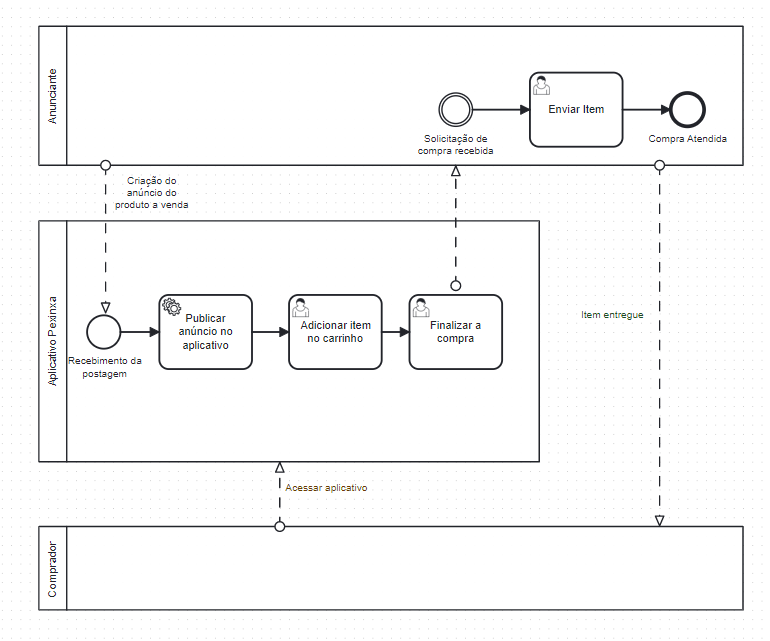 Anunciante
Enviar Item
Solicitação de
compra recebida
Compra Atendida
Criação do
anúncio do
produto a venda
Aplicativo Pexinxa
Publicar
anúncio no
aplicativo
Adicionar item
no carrinho
Finalizar a
compra
Recebimento da
postagem
Item entregue
Acessar aplicativo
Comprador